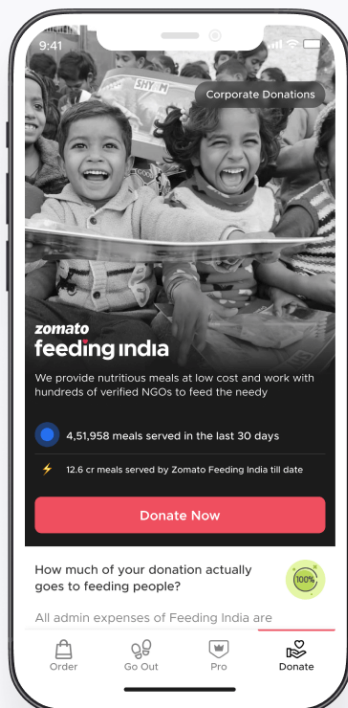 9:41
SHYAM
Corporate Donations
zomato
feeding india
We provide nutritious meals at low cost and work with
hundreds of verified NGOs to feed the needy
4,51,958 meals served in the last 30 days
12.6 cr meals served by Zomato Feeding India till date
Donate Now
How much of your donation actually
goes to feeding people?
100%
All admin expenses of Feeding India are
Order
Go Out
Pro
Donate